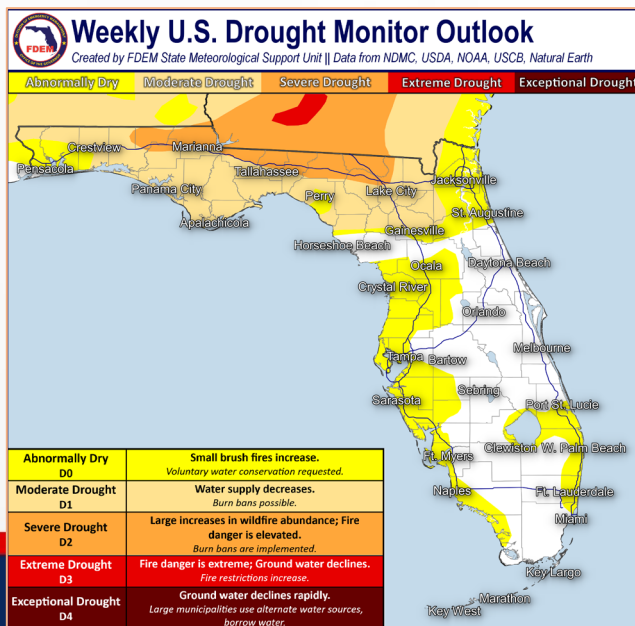 Weekly U.S. Drought Monitor Outlook
FDEM
Created by FDEM State Meteorological Support Unit || Data from NDMC, USDA, NOAA, USCB, Natural Earth
Abnormally Dry Moderate Drought Severe Drought Extreme Drought Exceptional Drought
Crestview
Marianna
Pensacola
Tallahassee
Jacksonville
Panama City
Perry
Lake City
Apalachicola
St. Augustine
Gainesville
Horseshoe Beach
Ocala
Daytona Beach
Crystal River
Orlando
Melbourne
Tampa
Bartow
Sebring
Sarasota
Port St. Lucie
Clewiston
W. Palm Beach
Ft. Myers
Naples
Ft. Lauderdale
Miami
Key Largo
Marathon
Key West
Abnormally Dry
D0
Small brush fires increase.
Voluntary water conservation requested.
Moderate Drought
D1
Water supply decreases.
Burn bans possible.
Severe Drought
D2
Large increases in wildfire abundance; Fire
danger is elevated.
Burn bans are implemented.
Extreme Drought
D3
Fire danger is extreme; Ground water declines.
Fire restrictions increase.
Exceptional Drought
D4
Ground water declines rapidly.
Large municipalities use alternate water sources,
borrow water.